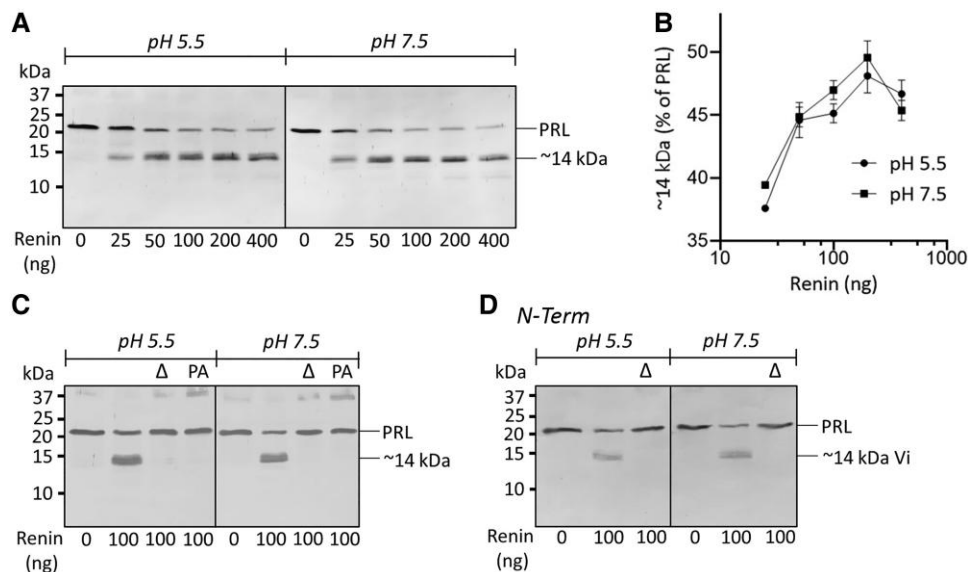 A
pH 5.5 pH 7.5
kDa
37
25
20
15
10
PRL
~14 kDa
Renin 0 25 50 100 200 400 0 25 50 100 200 400
(ng)
B
~14 kDa (% of PRL)
50
45
40
35
10 100 1000
Renin (ng)
pH 5.5
pH 7.5
C
pH 5.5 pH 7.5
kDa Δ PA Δ PA
37
25
20
15
10
PRL
~14 kDa
Renin 0 100 100 100 0 100 100 100
(ng)
D N-Term
pH 5.5 pH 7.5
kDa Δ Δ
37
25
20
15
10
PRL
~14 kDa Vi
Renin 0 100 100 0 100 100
(ng)